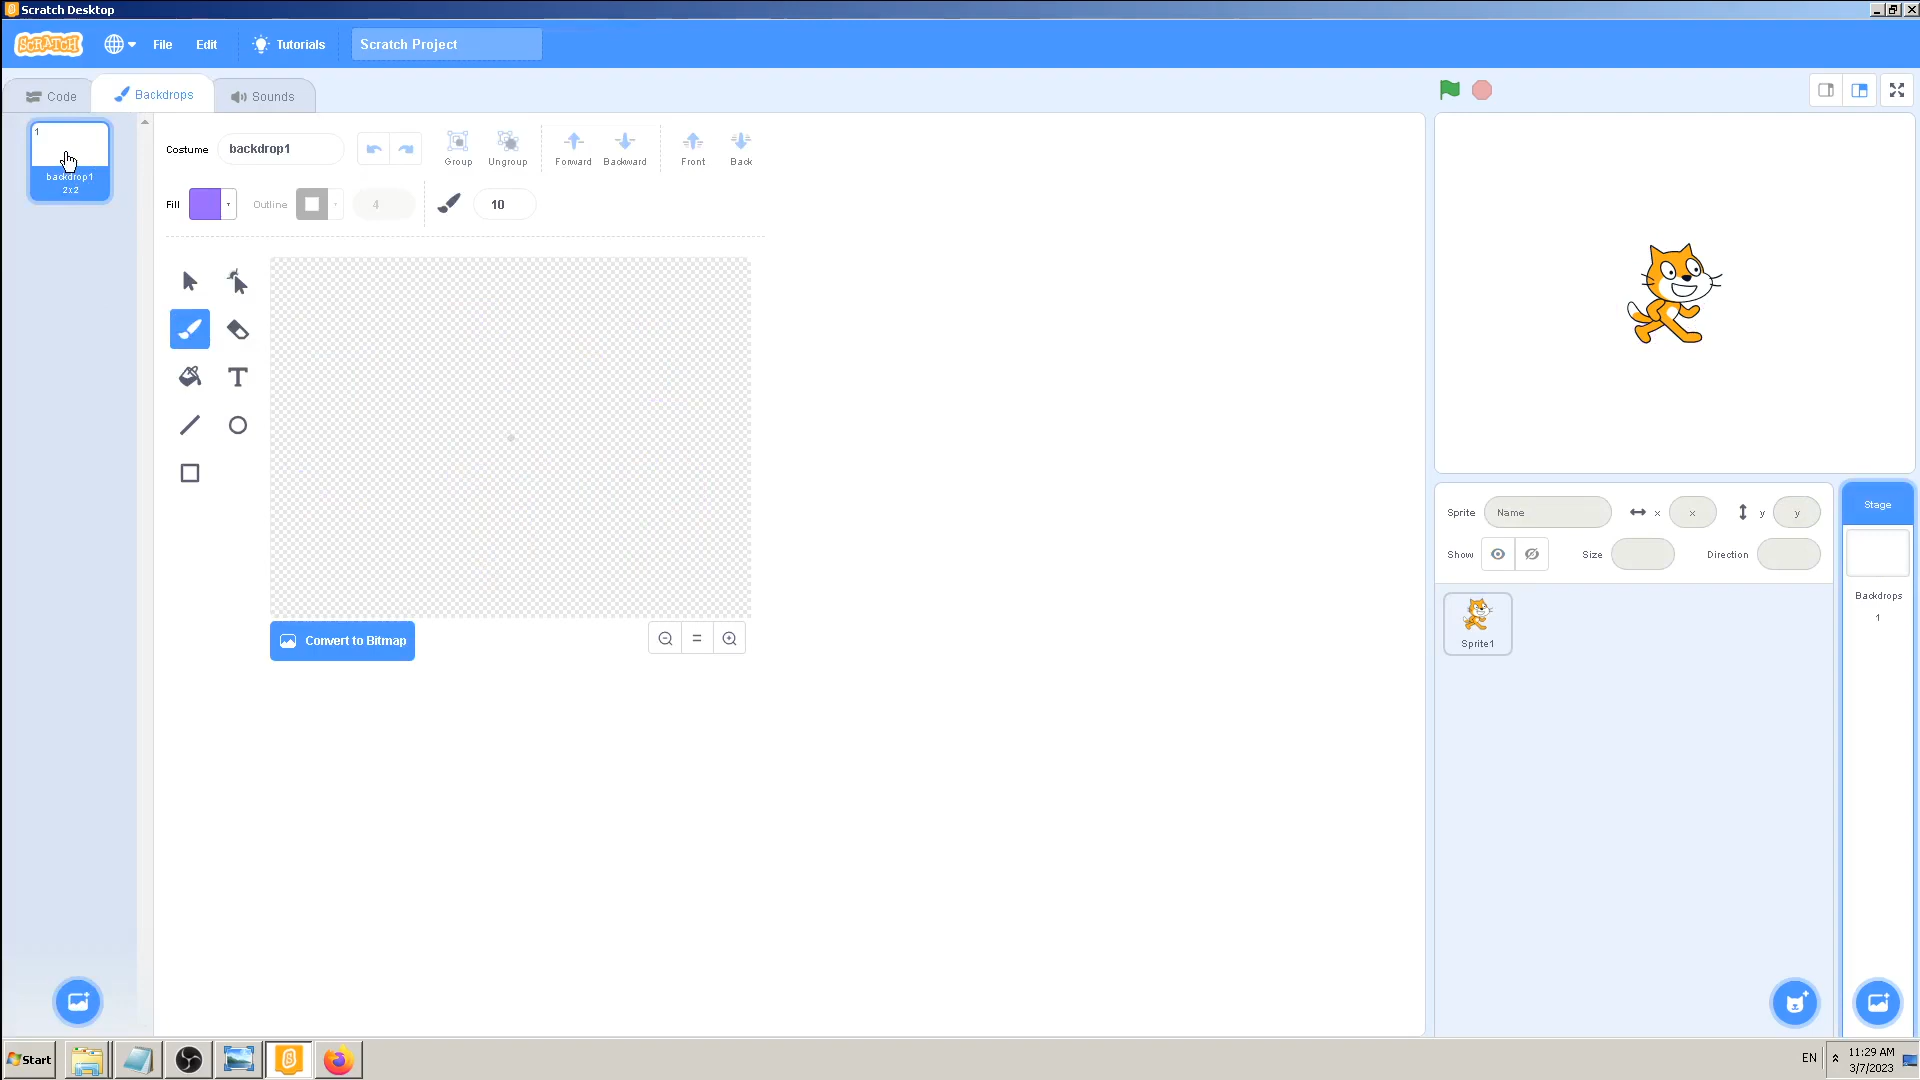 Scratch Desktop
SCRATCH
File
Edit
Tutorials
Scratch Project
Code
Backdrops
Sounds
1
backdrop1
2x2
Costume
backdrop1
Group
Ungroup
Forward
Backward
Front
Back
Fill
Outline
4
10
Convert to Bitmap
Sprite
Name
x
x
y
y
Show
Size
Direction
Sprite1
Stage
Backdrops
1
Start
EN
11:29 AM
3/7/2023